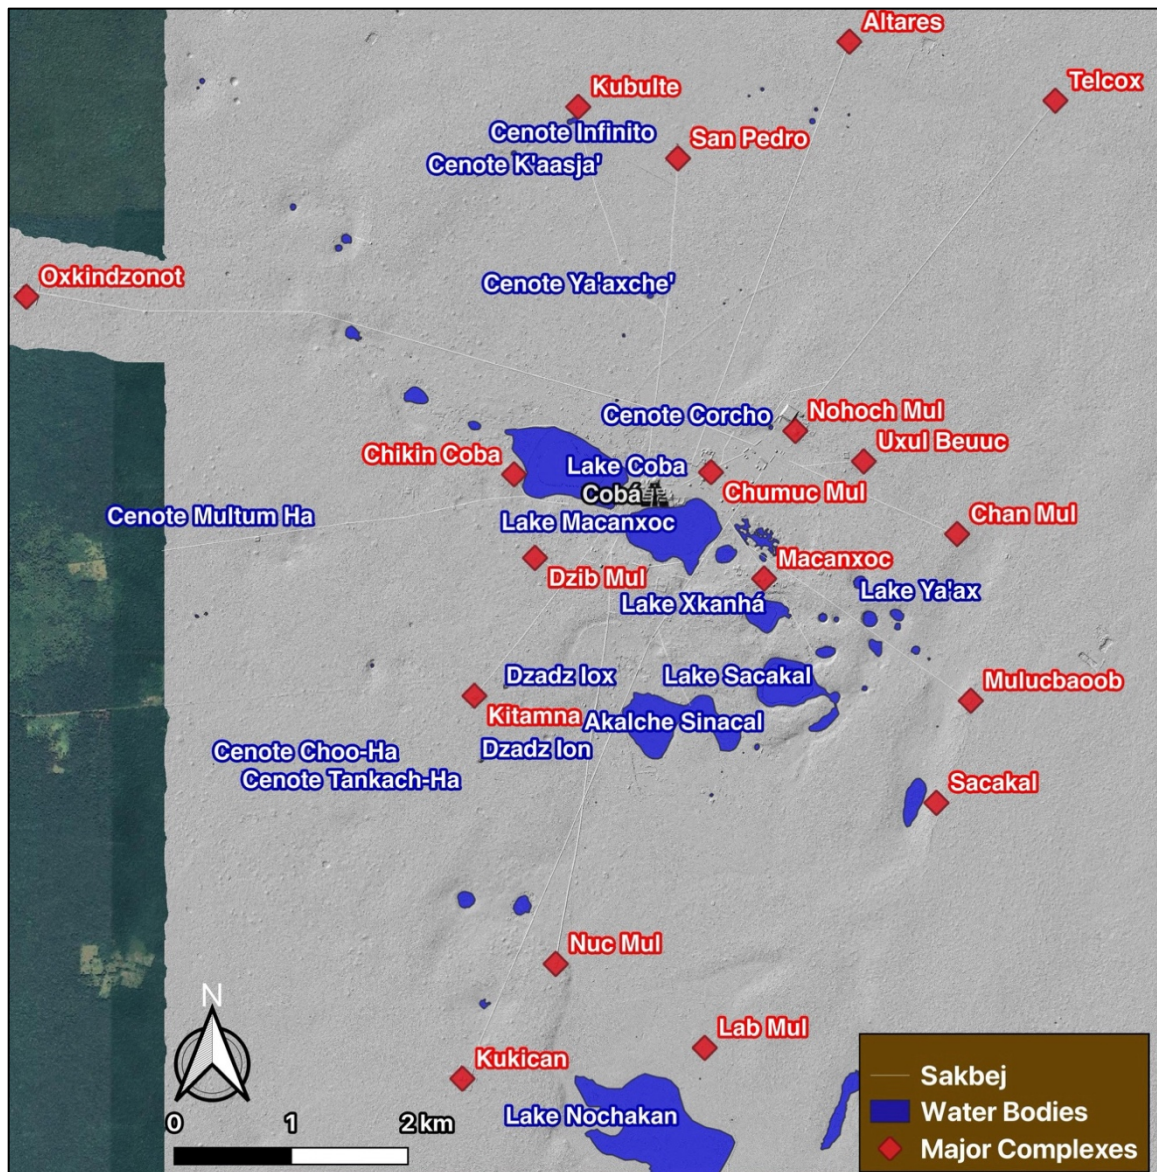 Altares
Kubulte
Telcox
Cenote Infinito
San Pedro
Cenote K'aasja'
Oxkindzonot
Cenote Ya'axche'
Cenote Corcho
Nohoch Mul
Uxul Beuuc
Chikin Coba
Lake Coba
Cobá
Chumuc Mul
Cenote Multum Ha
Lake Macanxoc
Chan Mul
Macanxoc
Dzib Mul
Lake Xkanhá
Lake Ya'ax
Dzadz Iox
Lake Sacakal
Mulucbaoob
Kitamna
Akalche Sinacal
Cenote Choo-Ha
Dzadz Ion
Cenote Tankach-Ha
Sacakal
Nuc Mul
N
Lab Mul
Kukican
Lake Nochakan
0 1 2 km
Sakbej
Water Bodies
Major Complexes